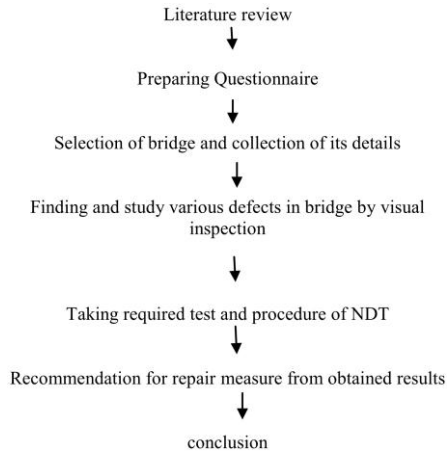 Literature review
Preparing Questionnaire
Selection of bridge and collection of its details
Finding and study various defects in bridge by visual
inspection
Taking required test and procedure of NDT
Recommendation for repair measure from obtained results
conclusion